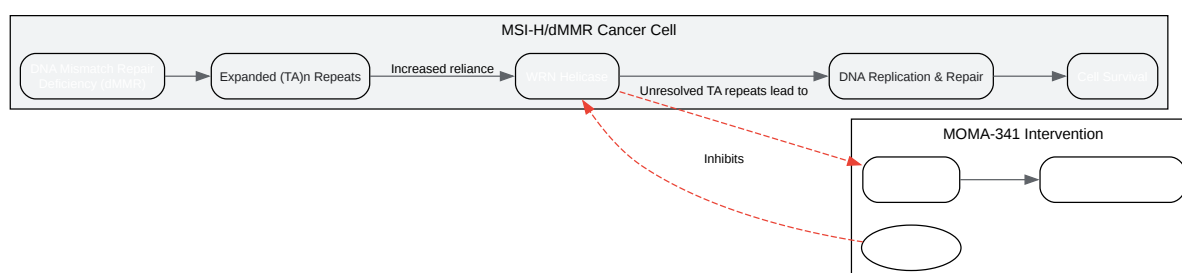 MSI-H/dMMR Cancer Cell
DNA Mismatch Repair
Deficiency (dMMR)
Expanded (TA)n Repeats
Increased reliance
WRN Helicase
Unresolved TA repeats lead to
DNA Replication & Repair
Cell Survival
MOMA-341 Intervention
Inhibits